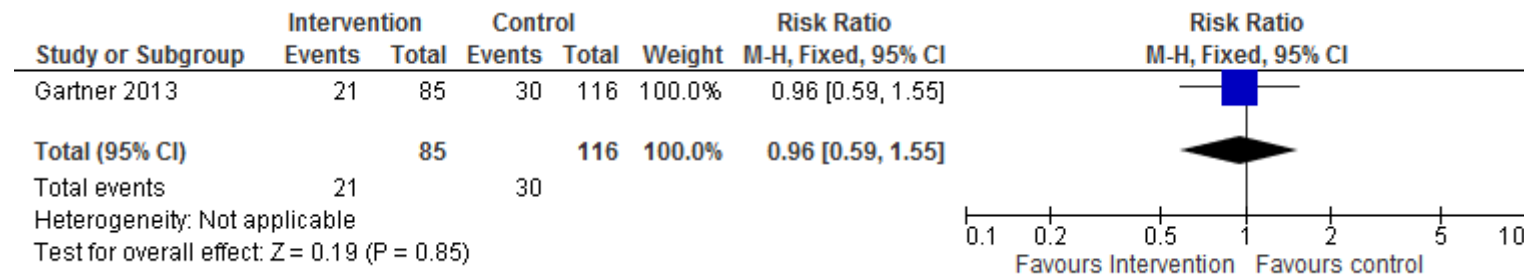 Intervention Control Risk Ratio Risk Ratio
Study or Subgroup Events Total Events Total Weight M-H, Fixed, 95% CI M-H, Fixed, 95% CI
Gartner 2013 21 85 30 116 100.0% 0.96 [0.59, 1.55]
Total (95% CI) 85 116 100.0% 0.96 [0.59, 1.55]
Total events 21 30
Heterogeneity: Not applicable
Test for overall effect: Z = 0.19 (P = 0.85)
0.1 0.2 0.5 1 2 5 10
Favours Intervention Favours control